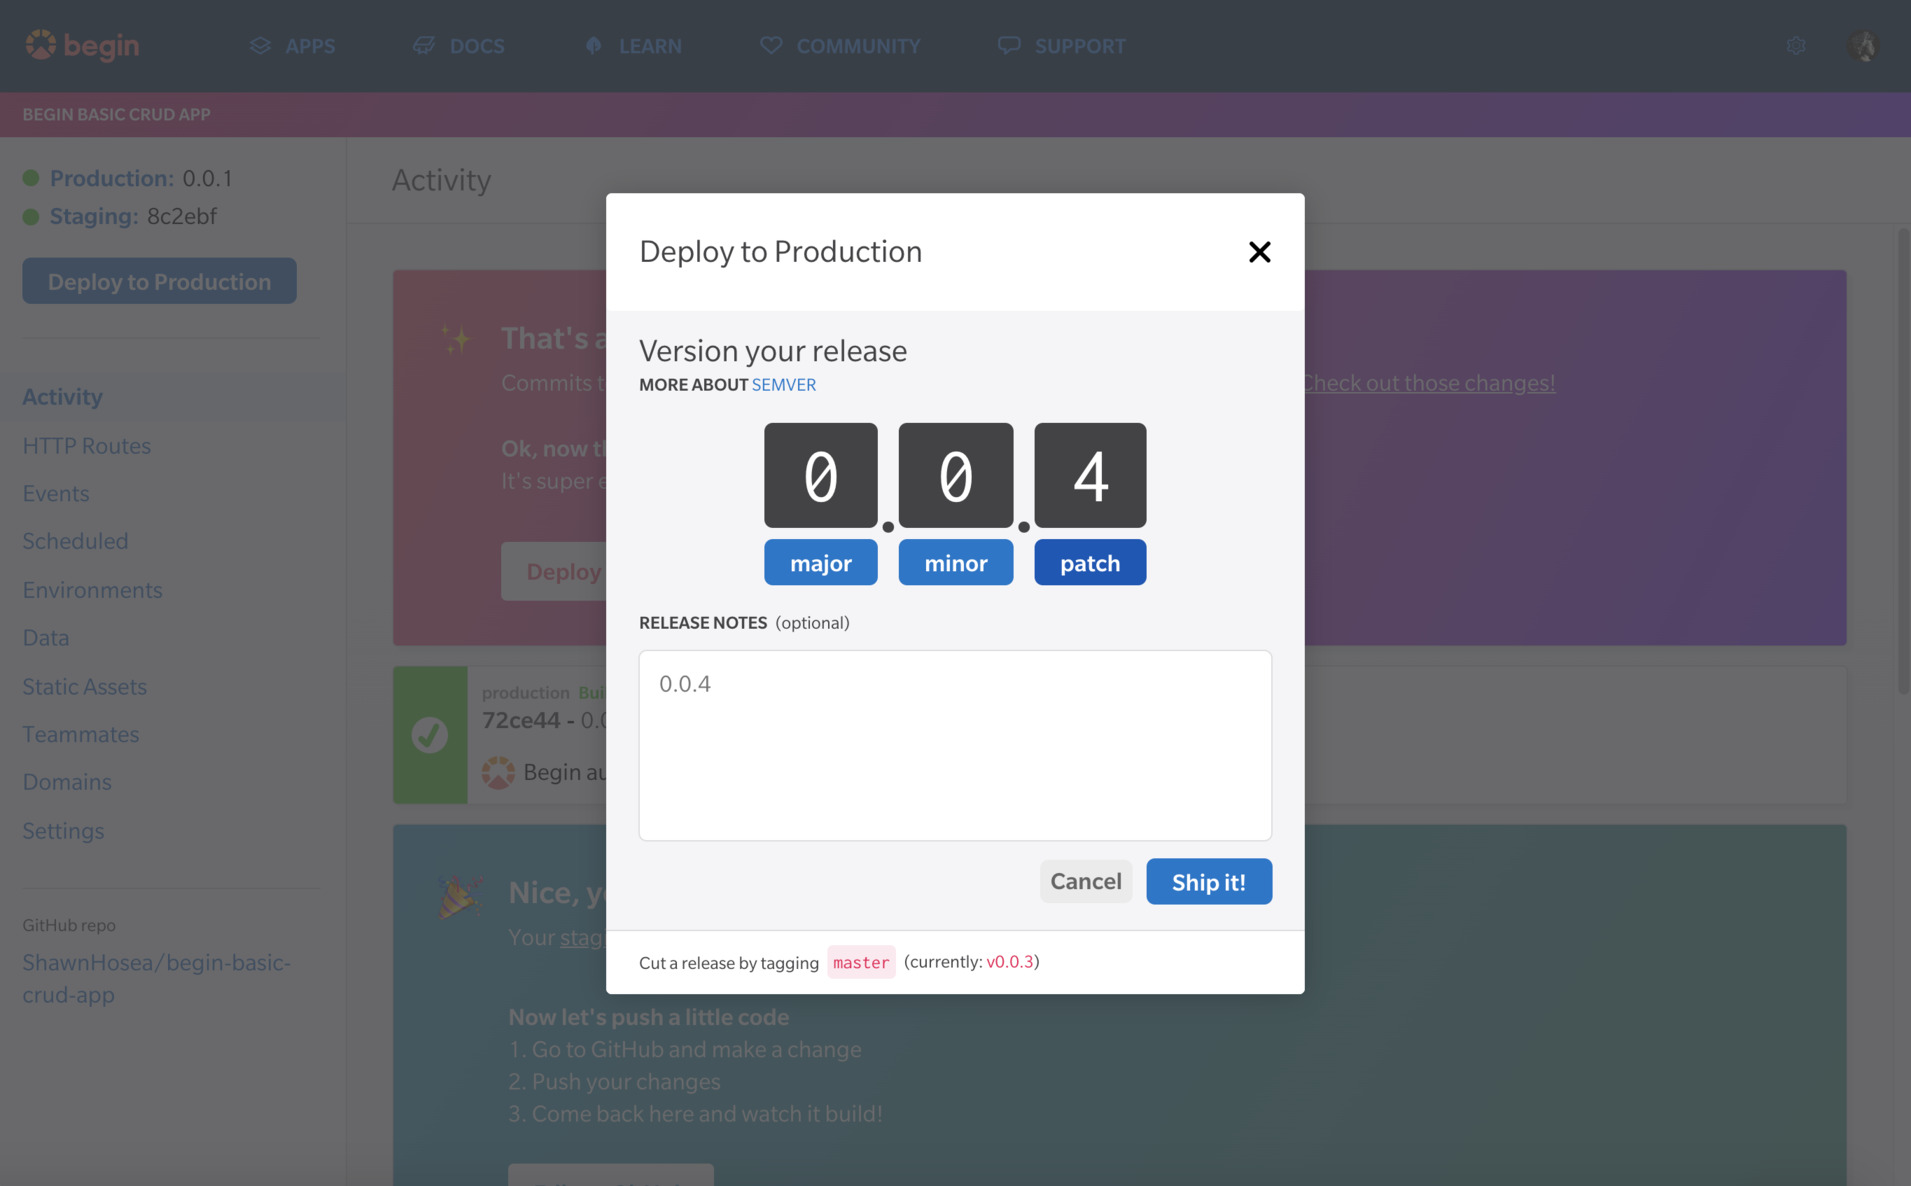 begin
APPS
DOCS
LEARN
COMMUNITY
SUPPORT
BEGIN BASIC CRUD APP
Production: 0.0.1
Staging: 8c2ebf
Deploy to Production
Activity
HTTP Routes
Events
Scheduled
Environments
Data
Static Assets
Teammates
Domains
Settings
GitHub repo
ShawnHosea/begin-basic-
crud-app
Activity
That's a
Commits t
Check out those changes!
Ok, now th
It's super e
Deploy
production Bui
72ce44 - 0.0
Begin au
Nice, y
Your stag
Now let's push a little code
1. Go to GitHub and make a change
2. Push your changes
3. Come back here and watch it build!
Deploy to Production
Version your release
MORE ABOUT SEMVER
0.0.4
major
minor
patch
RELEASE NOTES (optional)
0.0.4
Cancel
Ship it!
Cut a release by tagging master (currently: v0.0.3)